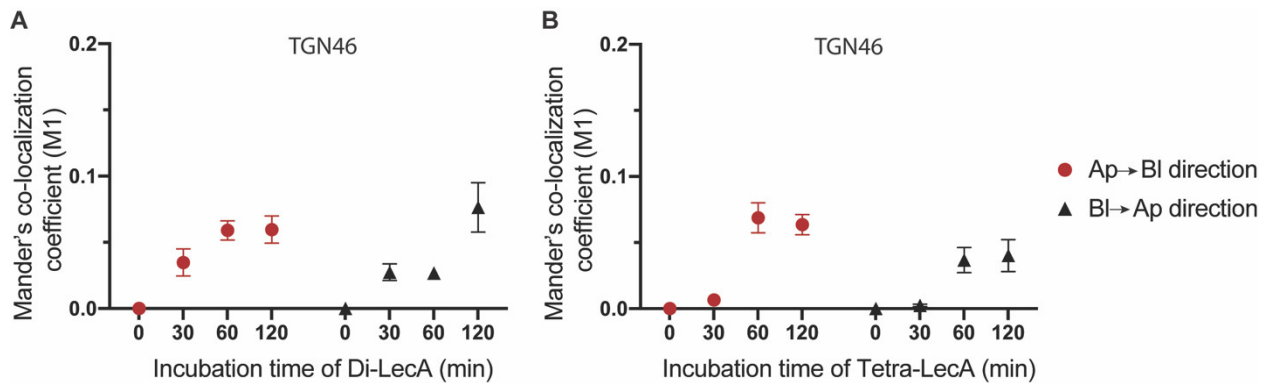 A
TGN46
Mander's co-localization
coefficient (M1)
0.2
0.1
0.0
0 30 60 120 0 30 60 120
Incubation time of Di-LecA (min)
B
TGN46
Mander's co-localization
coefficient (M1)
0.2
0.1
0.0
0 30 60 120 0 30 60 120
Incubation time of Tetra-LecA (min)
Ap→Bl direction
Bl→Ap direction